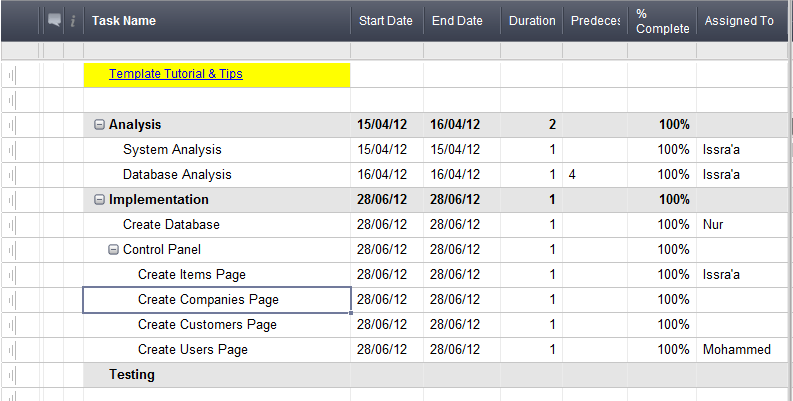 i Task Name Start Date End Date Duration Predeces % Complete Assigned To
Template Tutorial & Tips
Analysis 15/04/12 16/04/12 2 100%
System Analysis 15/04/12 15/04/12 1 100% Issra'a
Database Analysis 16/04/12 16/04/12 1 4 100% Issra'a
Implementation 28/06/12 28/06/12 1 100%
Create Database 28/06/12 28/06/12 1 100% Nur
Control Panel 28/06/12 28/06/12 1 100%
Create Items Page 28/06/12 28/06/12 1 100% Issra'a
Create Companies Page 28/06/12 28/06/12 1 100%
Create Customers Page 28/06/12 28/06/12 1 100%
Create Users Page 28/06/12 28/06/12 1 100% Mohammed
Testing